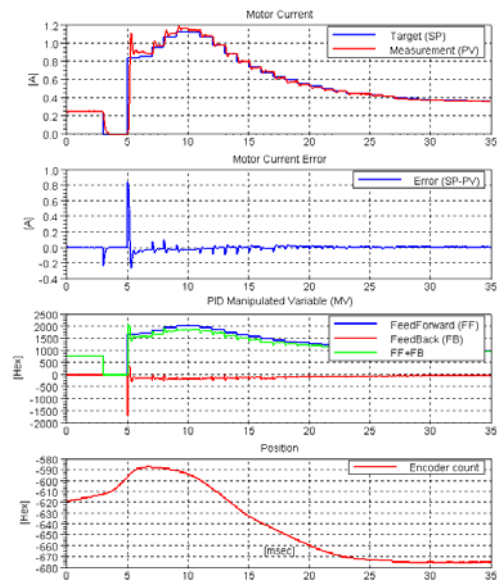 Motor Current
1.2
1.0
0.8
0.6
0.4
0.2
0.0
[A]
Target (SP)
Measurement (PV)
0 5 10 15 20 25 30 35
Motor Current Error
1.0
0.8
0.6
0.4
0.2
0.0
-0.2
-0.4
[A]
Error (SP-PV)
0 5 10 15 20 25 30 35
PID Manipulated Variable (MV)
2500
2000
1500
1000
500
0
-500
-1000
-1500
-2000
[Hex]
FeedForward (FF)
FeedBack (FB)
FF+FB
0 5 10 15 20 25 30 35
Position
-580
-590
-600
-610
-620
-630
-640
-650
-660
-670
-680
[Hex]
Encoder count
[msec]
0 5 10 15 20 25 30 35